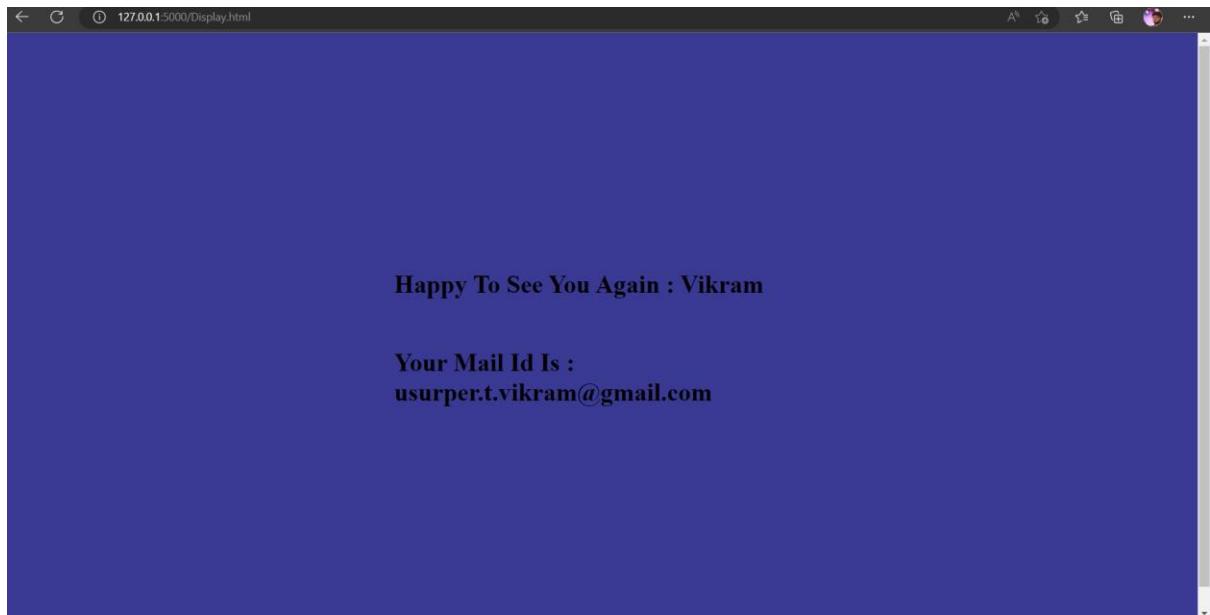 127.0.0.1:5000/Display.html
Happy To See You Again : Vikram
Your Mail Id Is :
usurper.t.vikram@gmail.com